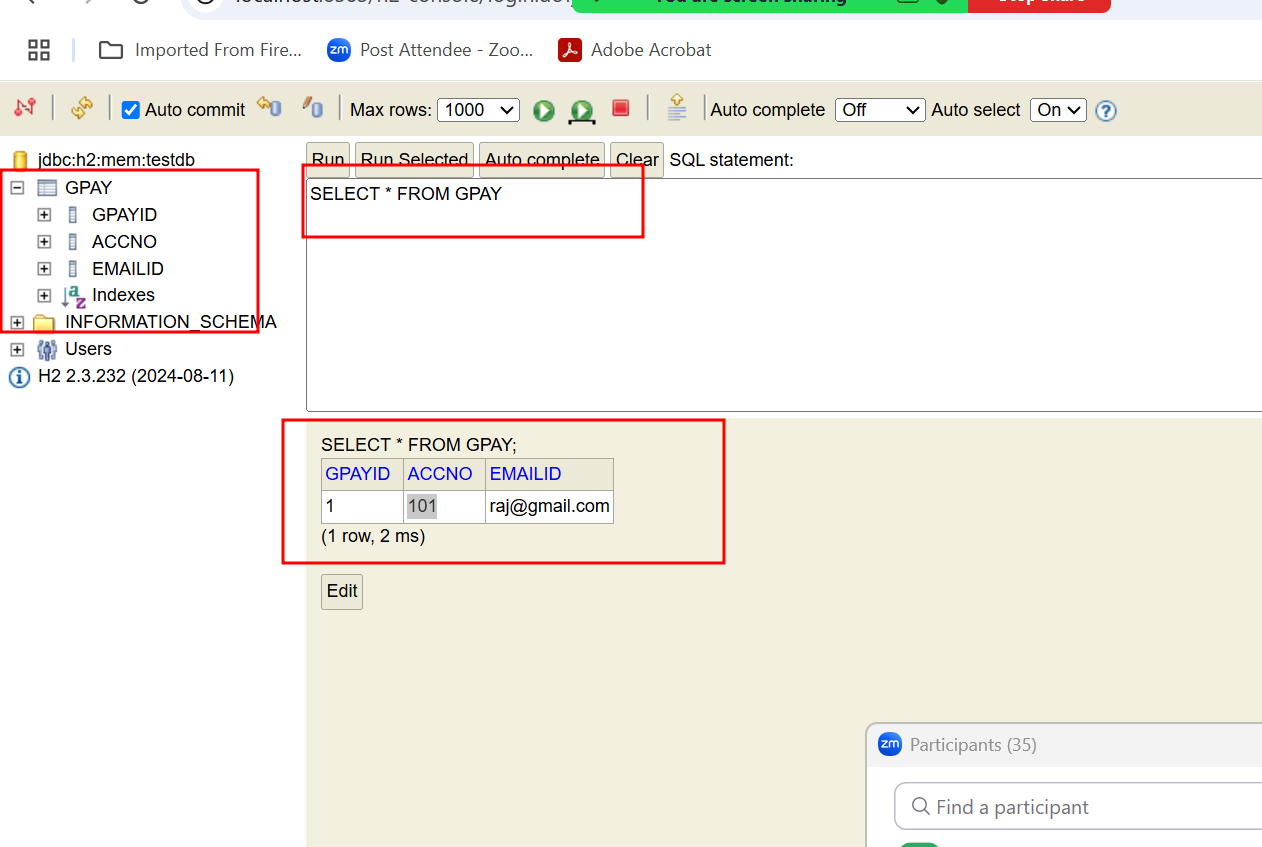 Imported From Fire...
zm Post Attendee - Zoo...
Adobe Acrobat
Auto commit
Max rows: 1000
Auto complete Off
Auto select On
jdbc:h2:mem:testdb
GPAY
GPAYID
ACCNO
EMAILID
Indexes
INFORMATION_SCHEMA
Users
H2 2.3.232 (2024-08-11)
Run Run Selected Auto complete Clear SQL statement:
SELECT * FROM GPAY
SELECT * FROM GPAY;
GPAYID ACCNO EMAILID
1 101 raj@gmail.com
(1 row, 2 ms)
Edit
zm Participants (35)
Find a participant